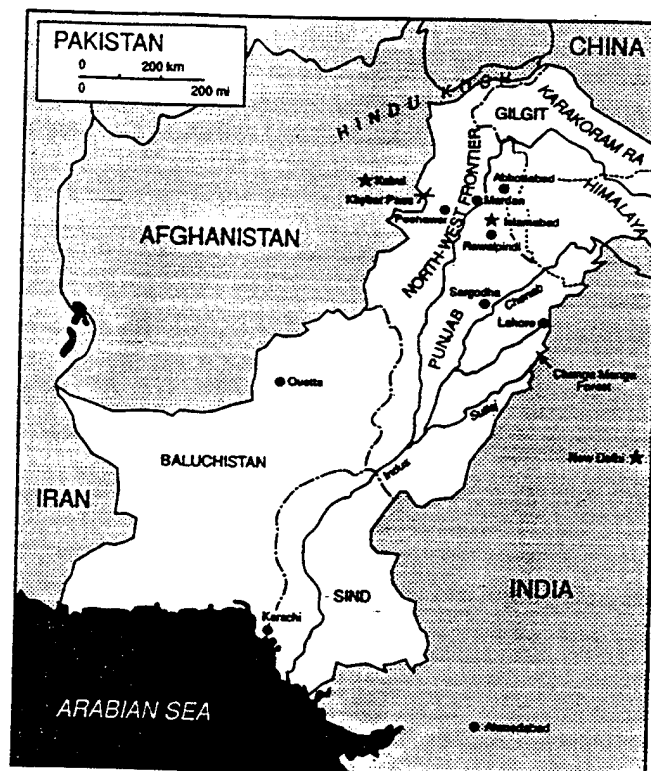 PAKISTAN
0 200 km
0 200 mi
CHINA
HINDU KUSH
GILGIT
KARAKORAM RA
HIMALAYA
Kabul
Khyber Pass
Peshawar
NORTH-WEST FRONTIER
Abbottabad
Mardan
Islamabad
Rawalpindi
AFGHANISTAN
Sargodha
Chenab
PUNJAB
Lahore
Changa Manga
Forest
Quetta
Sutlej
Indus
New Delhi
BALUCHISTAN
IRAN
INDIA
SIND
Karachi
ARABIAN SEA
Ahmedabad